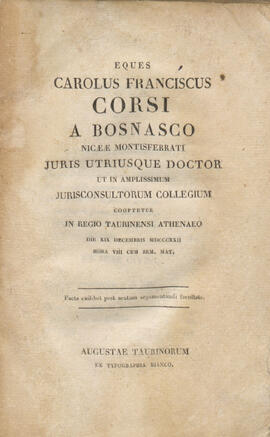 EQUES
CAROLUS FRANCISCUS
CORSI
A BOSNASCO
NICEÆ MONTISFERRATI
JURIS UTRIUSQUE DOCTOR
UT IN AMPLISSIMUM
JURISCONSULTORUM COLLEGIUM
COOPTETUR
IN REGIO TAURINENSI ATHENAEO
DIE XIX DECEMBRIS MDCCCXXII
HORA VIII CUM SEM. MAT.
Facta cuilibet post sextum argumentandi facultate.
AUGUSTAE TAURINORUM
EX TYPOGRAPHIA BIANCO.